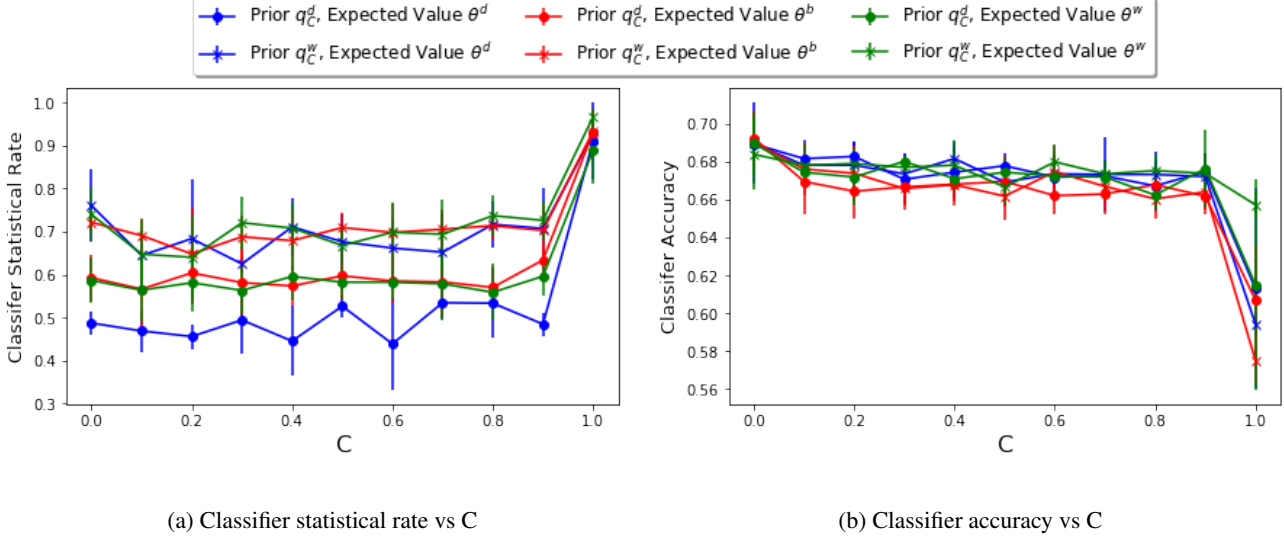 Prior q_C^d, Expected Value θ^d Prior q_C^d, Expected Value θ^b Prior q_C^d, Expected Value θ^w
Prior q_C^w, Expected Value θ^d Prior q_C^w, Expected Value θ^b Prior q_C^w, Expected Value θ^w
Classifer Statistical Rate
1.0
0.9
0.8
0.7
0.6
0.5
0.4
0.3
0.0 0.2 0.4 0.6 0.8 1.0
C
Classifer Accuracy
0.70
0.68
0.66
0.64
0.62
0.60
0.58
0.56
0.0 0.2 0.4 0.6 0.8 1.0
C
(a) Classifier statistical rate vs C
(b) Classifier accuracy vs C